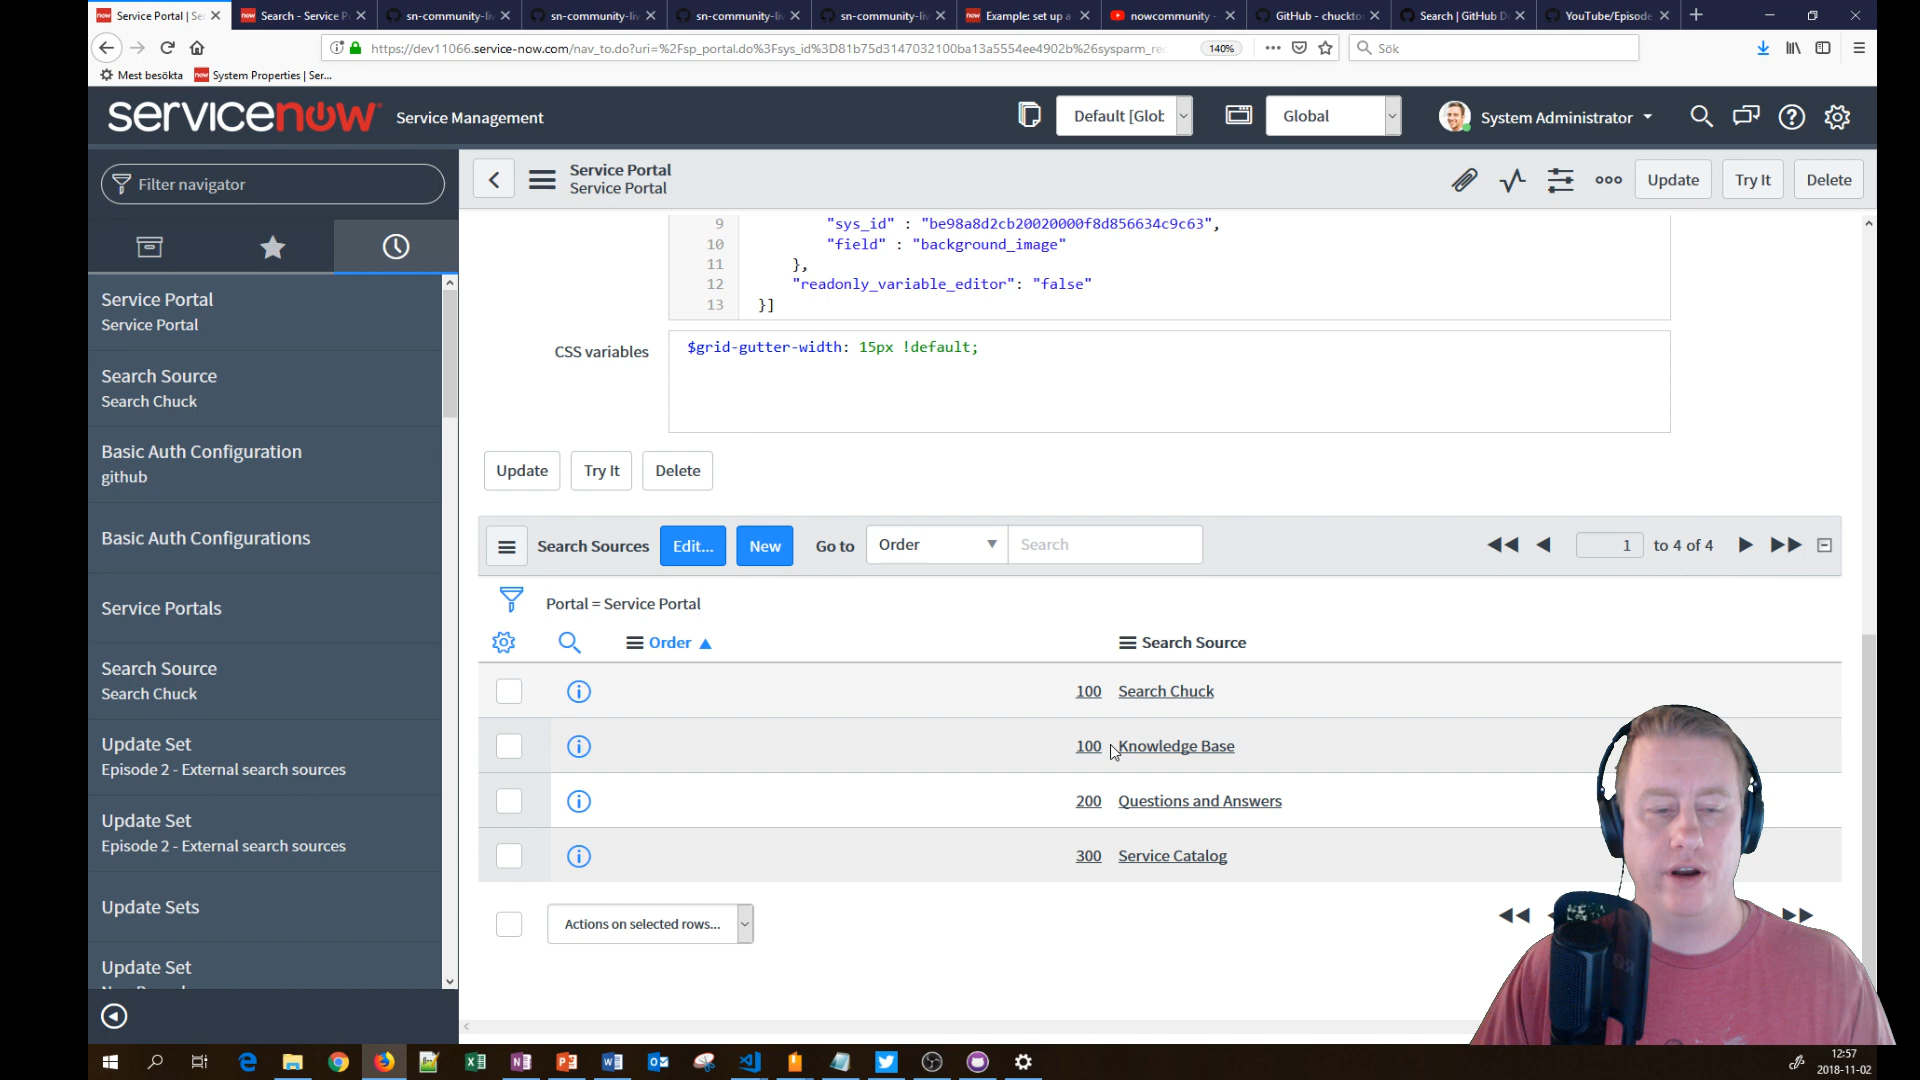 Service Portal | Se
Search - Service P
sn-community-liv
sn-community-liv
sn-community-liv
sn-community-liv
Example: set up a
nowcommunity -
GitHub - chuckto
Search | GitHub D
YouTube/Episode
https://dev11066.service-now.com/nav_to.do?uri=%2Fsp_portal.do%3Fsys_id%3D81b75d3147032100ba13a5554ee4902b%26sysparm_rec
140%
Sök
Mest besökta
System Properties | Ser...
servicenow
Service Management
Default [Glob
Global
System Administrator
Filter navigator
Service Portal
Service Portal
Update
Try It
Delete
Service Portal
Service Portal
Search Source
Search Chuck
Basic Auth Configuration
github
Basic Auth Configurations
Service Portals
Search Source
Search Chuck
Update Set
Episode 2 - External search sources
Update Set
Episode 2 - External search sources
Update Sets
Update Set
9 "sys_id" : "be98a8d2cb20020000f8d856634c9c63",
10 "field" : "background_image"
11 },
12 "readonly_variable_editor": "false"
13 }]
CSS variables
$grid-gutter-width: 15px !default;
Update
Try It
Delete
Search Sources
Edit...
New
Go to
Order
Search
1 to 4 of 4
Portal = Service Portal
Order
Search Source
100 Search Chuck
100 Knowledge Base
200 Questions and Answers
300 Service Catalog
Actions on selected rows...
12:57
2018-11-02